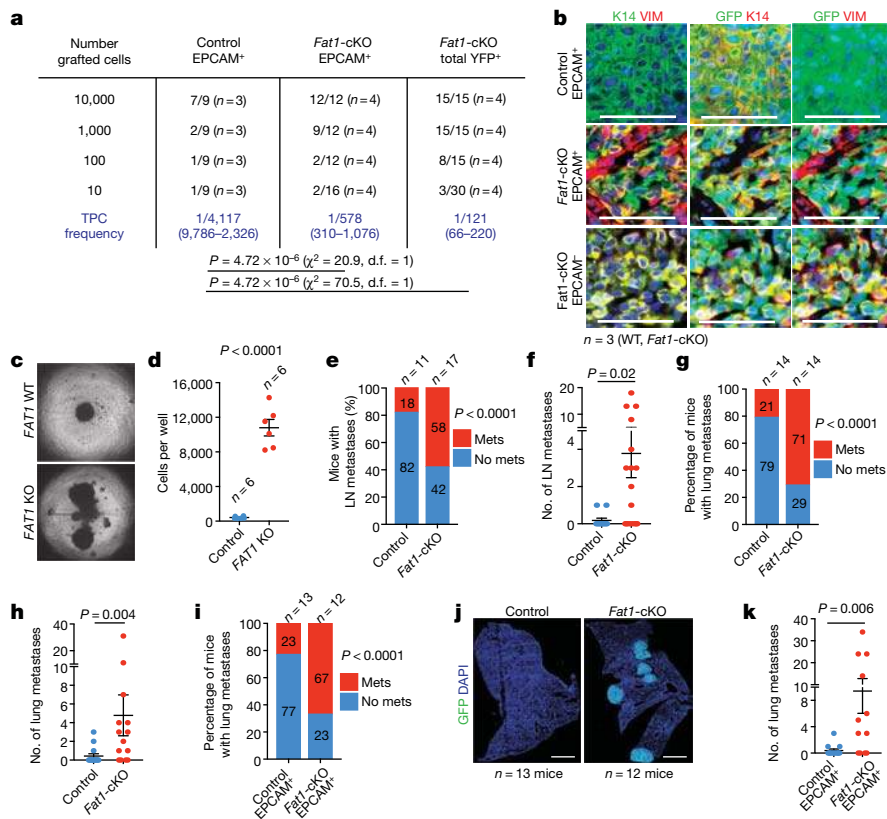 a
Number grafted cells Control EPCAM⁺ Fat1-cKO EPCAM⁺ Fat1-cKO total YFP⁺
10,000 7/9 (n = 3) 12/12 (n = 4) 15/15 (n = 4)
1,000 2/9 (n = 3) 9/12 (n = 4) 15/15 (n = 4)
100 1/9 (n = 3) 2/12 (n = 4) 8/15 (n = 4)
10 1/9 (n = 3) 2/16 (n = 4) 3/30 (n = 4)
TPC frequency 1/4,117 (9,786–2,326) 1/578 (310–1,076) 1/121 (66–220)
P = 4.72 × 10⁻⁶ (χ² = 20.9, d.f. = 1)
P = 4.72 × 10⁻⁶ (χ² = 70.5, d.f. = 1)
b
K14 VIM GFP K14 GFP VIM
Control EPCAM⁺
Fat1-cKO EPCAM⁺
Fat1-cKO EPCAM⁻
n = 3 (WT, Fat1-cKO)
c
FAT1 WT
FAT1 KO
d
P < 0.0001
n = 6
n = 6
Cells per well
16,000
12,000
8,000
4,000
0
Control
FAT1 KO
e
n = 11 n = 17
Mice with LN metastases (%)
100
80
60
40
20
0
18
82
58
42
P < 0.0001
Mets
No mets
Control
Fat1-cKO
f
P = 0.02
No. of LN metastases
20
10
4
2
0
Control
Fat1-cKO
g
n = 14 n = 14
Percentage of mice with lung metastases
100
80
60
40
20
0
21
79
71
29
P < 0.0001
Mets
No mets
Control
Fat1-cKO
h
P = 0.004
No. of lung metastases
40
20
10
8
6
4
2
0
Control
Fat1-cKO
i
n = 13 n = 12
Percentage of mice with lung metastases
100
80
60
40
20
0
23
77
67
23
P < 0.0001
Mets
No mets
Control EPCAM⁺
Fat1-cKO EPCAM⁺
j
Control Fat1-cKO
GFP DAPI
n = 13 mice n = 12 mice
k
P = 0.006
No. of lung metastases
40
30
20
10
8
4
0
Control EPCAM⁺
Fat1-cKO EPCAM⁺